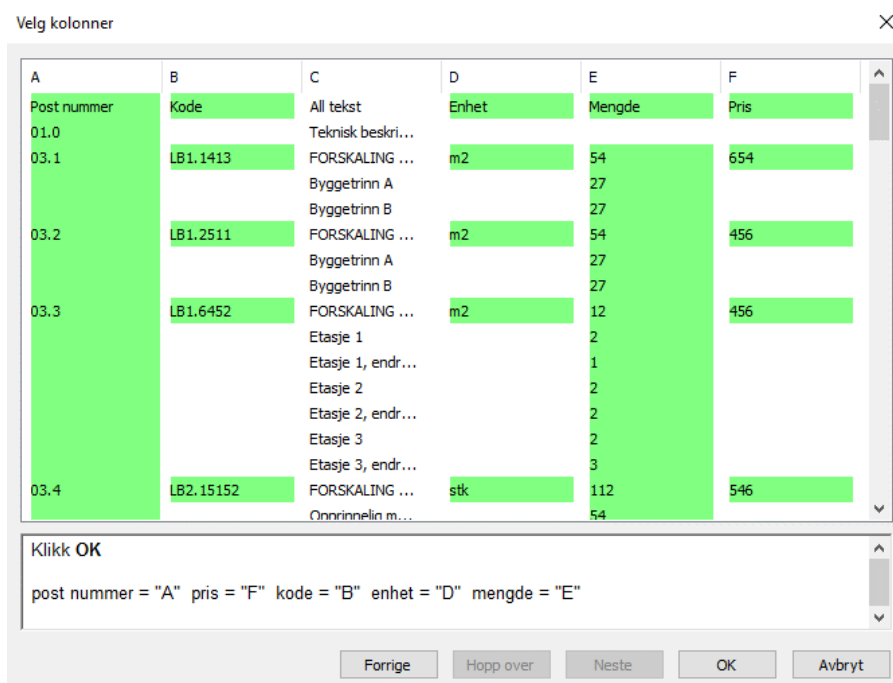 Velg kolonner
A B C D E F
Post nummer Kode All tekst Enhet Mengde Pris
01.0 Teknisk beskri...
03.1 LB1.1413 FORSKALING ... m2 54 654
Byggetrinn A 27
Byggetrinn B 27
03.2 LB1.2511 FORSKALING ... m2 54 456
Byggetrinn A 27
Byggetrinn B 27
03.3 LB1.6452 FORSKALING ... m2 12 456
Etasje 1 2
Etasje 1, endr... 1
Etasje 2 2
Etasje 2, endr... 2
Etasje 3 2
Etasje 3, endr... 3
03.4 LB2.15152 FORSKALING ... stk 112 546
Opprinnelig m... 54
Klikk OK
post nummer = "A" pris = "F" kode = "B" enhet = "D" mengde = "E"
Forrige Hopp over Neste OK Avbryt